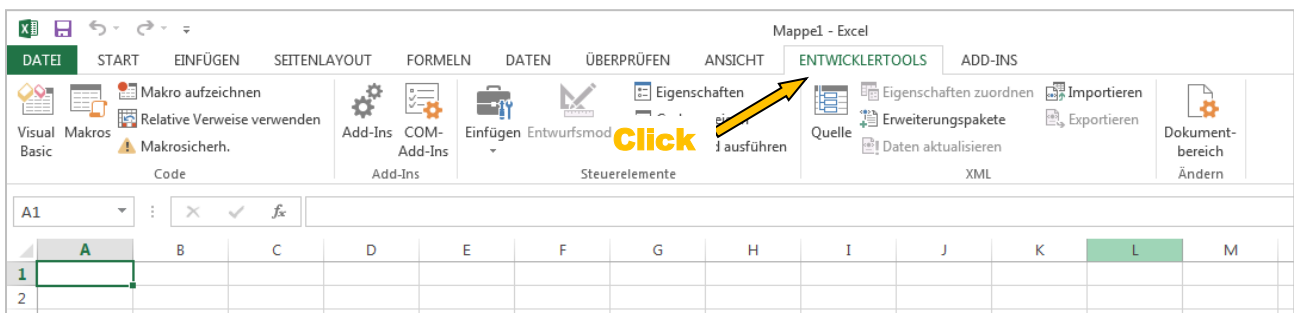 Mappe1 - Excel
DATEI START EINFÜGEN SEITENLAYOUT FORMELN DATEN ÜBERPRÜFEN ANSICHT ENTWICKLERTOOLS ADD-INS
Makro aufzeichnen
Relative Verweise verwenden
Makrosicherh.
Visual Basic
Makros
Code
Add-Ins
COM-Add-Ins
Add-Ins
Einfügen
Entwurfsmod
Eigenschaften
ausführen
Click
Steuerelemente
Quelle
Eigenschaften zuordnen
Erweiterungspakete
Daten aktualisieren
Importieren
Exportieren
XML
Dokument-
bereich
Ändern
A1
fx
A B C D E F G H I J K L M
1
2